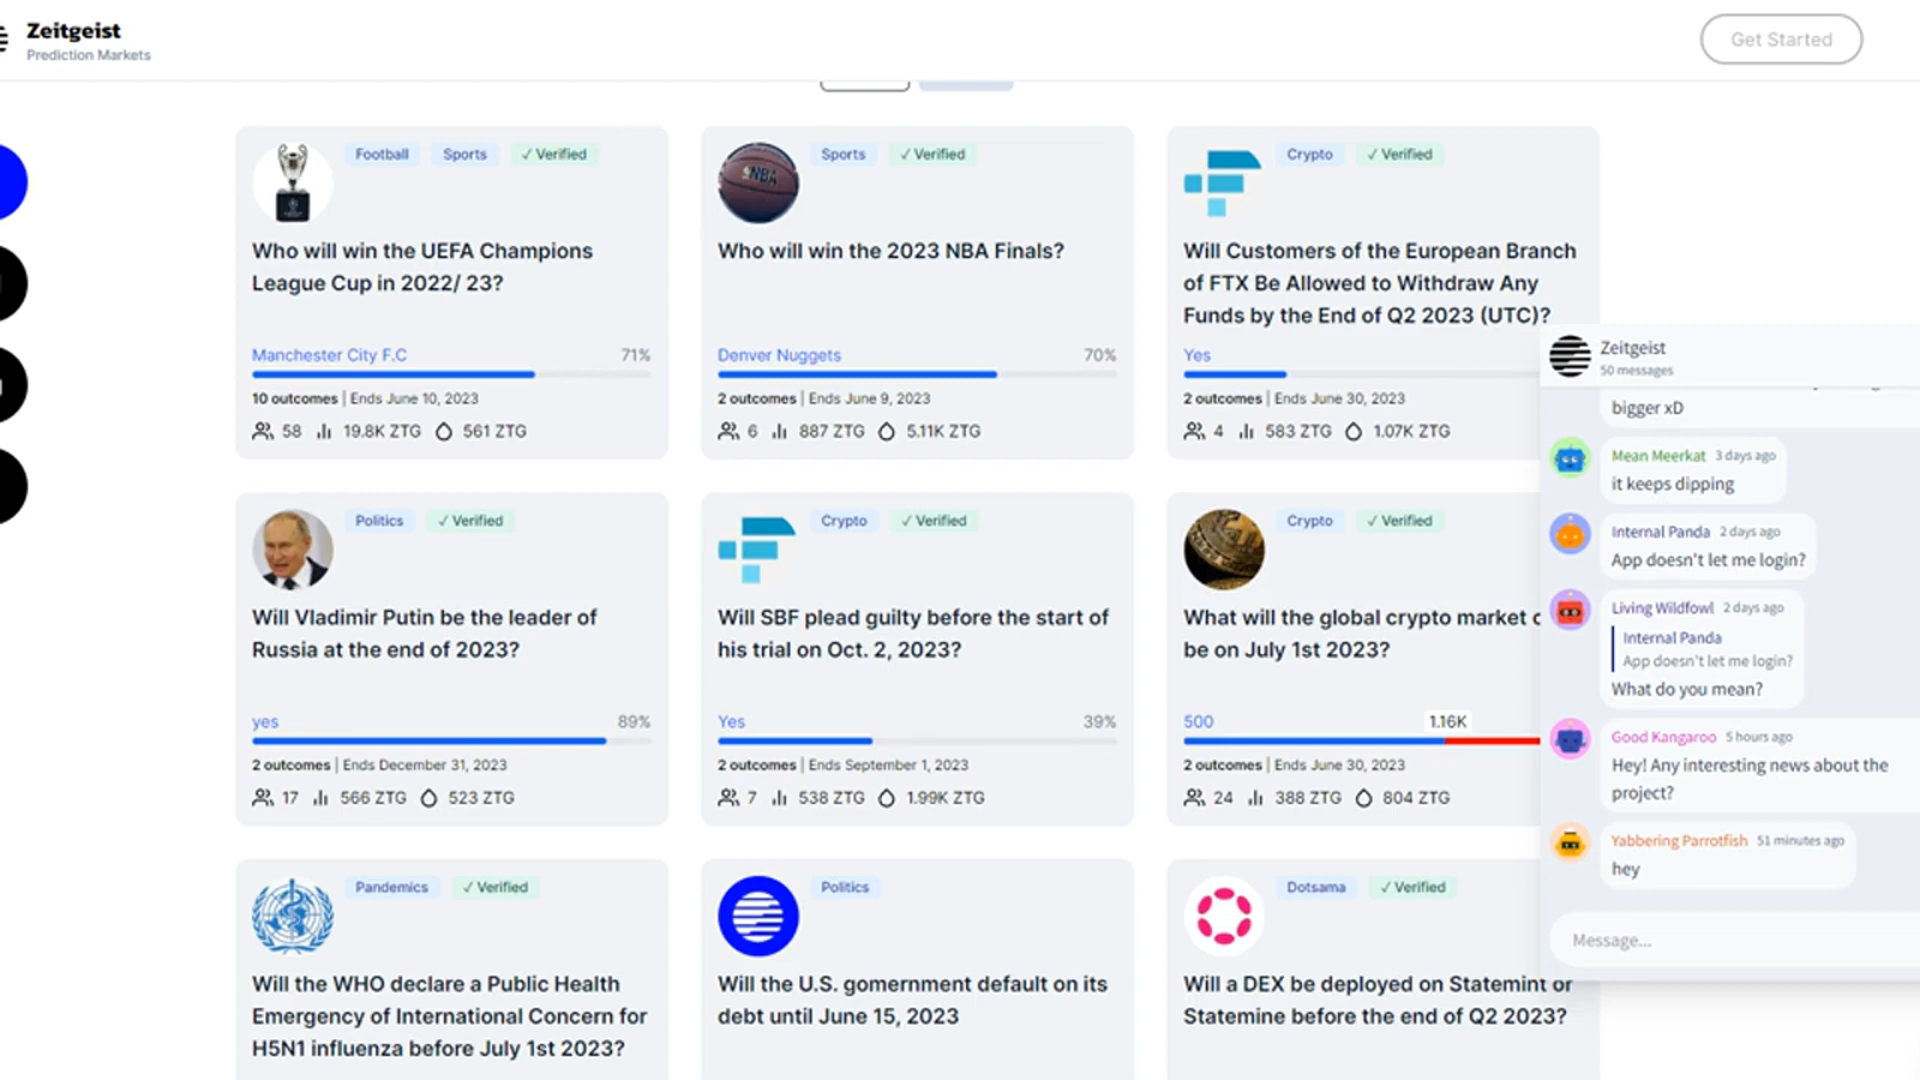 Zeitgeist
Prediction Markets
Get Started
Football
Sports
✓ Verified
Who will win the UEFA Champions
League Cup in 2022/ 23?
Manchester City F.C
71%
10 outcomes | Ends June 10, 2023
58 19.8K ZTG 561 ZTG
NBA
Sports
✓ Verified
Who will win the 2023 NBA Finals?
Denver Nuggets
70%
2 outcomes | Ends June 9, 2023
6 887 ZTG 5.11K ZTG
Crypto
✓ Verified
Will Customers of the European Branch
of FTX Be Allowed to Withdraw Any
Funds by the End of Q2 2023 (UTC)?
Yes
2 outcomes | Ends June 30, 2023
4 583 ZTG 1.07K ZTG
Politics
✓ Verified
Will Vladimir Putin be the leader of
Russia at the end of 2023?
yes
89%
2 outcomes | Ends December 31, 2023
17 566 ZTG 523 ZTG
Crypto
✓ Verified
Will SBF plead guilty before the start of
his trial on Oct. 2, 2023?
Yes
39%
2 outcomes | Ends September 1, 2023
7 538 ZTG 1.99K ZTG
Crypto
✓ Verified
What will the global crypto market
be on July 1st 2023?
500
1.16K
2 outcomes | Ends June 30, 2023
24 388 ZTG 804 ZTG
Pandemics
✓ Verified
Will the WHO declare a Public Health
Emergency of International Concern for
H5N1 influenza before July 1st 2023?
Politics
Will the U.S. gomernment default on its
debt until June 15, 2023
Dotsama
✓ Verified
Will a DEX be deployed on Statemint or
Statemine before the end of Q2 2023?
Zeitgeist
50 messages
bigger xD
Mean Meerkat 3 days ago
it keeps dipping
Internal Panda 2 days ago
App doesn't let me login?
Living Wildfowl 2 days ago
Internal Panda
App doesn't let me login?
What do you mean?
Good Kangaroo 5 hours ago
Hey! Any interesting news about the
project?
Yabbering Parrotfish 51 minutes ago
hey
Message...